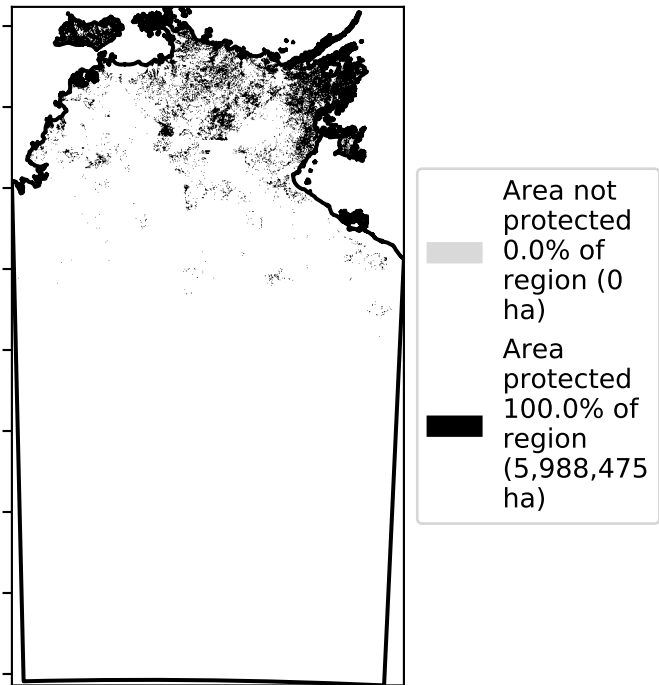 Area not
protected
0.0% of
region (0
ha)
Area
protected
100.0% of
region
(5,988,475
ha)